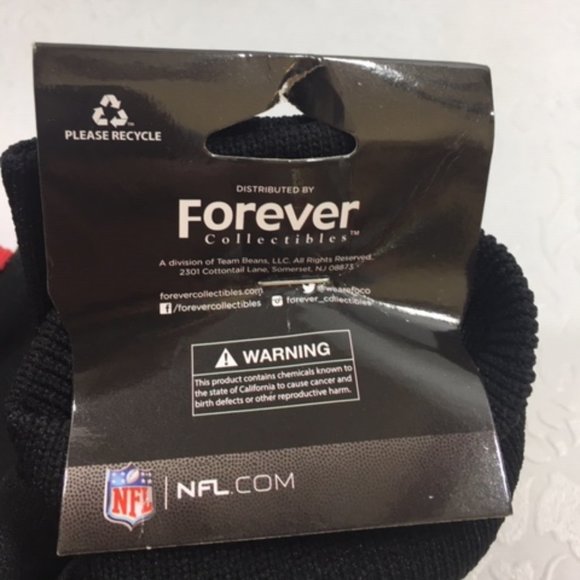 PLEASE RECYCLE
DISTRIBUTED BY
Forever™
Collectibles
A division of Team Beans, LLC. All Rights Reserved.
2301 Cottontail Lane, Somerset, NJ 08873
forevercollectibles.com @wearefoco
/forevercollectibles forever_collectibles
WARNING
This product contains chemicals known to
the state of California to cause cancer and
birth defects or other reproductive harm.
NFL | NFL.COM